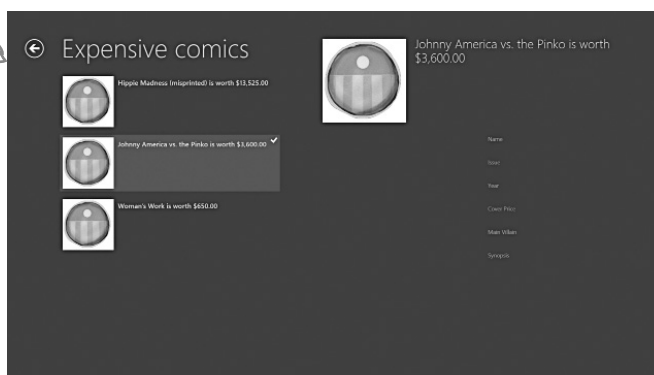 Expensive comics
Hippie Madness (misprinted) is worth $13,525.00
Johnny America vs. the Pinko is worth $3,600.00
Woman's Work is worth $650.00
Johnny America vs. the Pinko is worth
$3,600.00
Name
Issue
Year
Cover Price
Main Villain
Synopsis